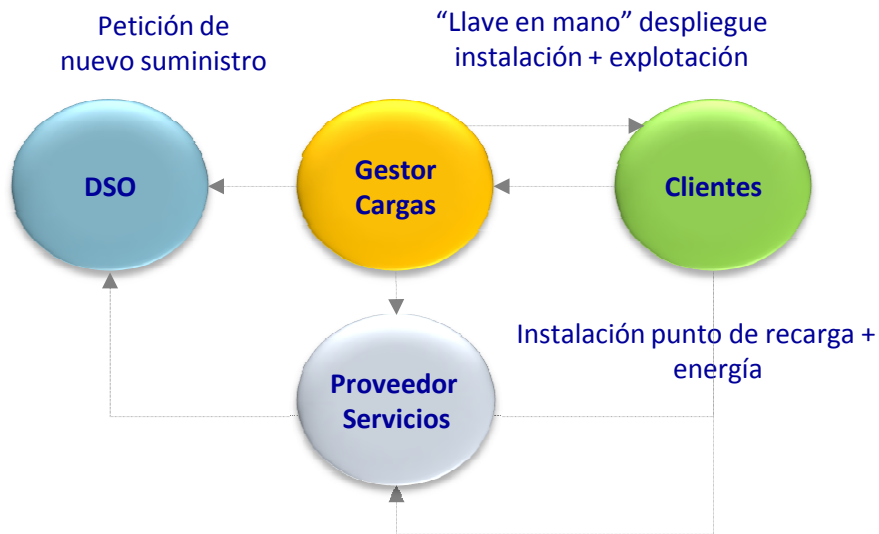 Petición de
nuevo suministro
“Llave en mano” despliegue
instalación + explotación
DSO
Gestor
Cargas
Clientes
Instalación punto de recarga +
energía
Proveedor
Servicios